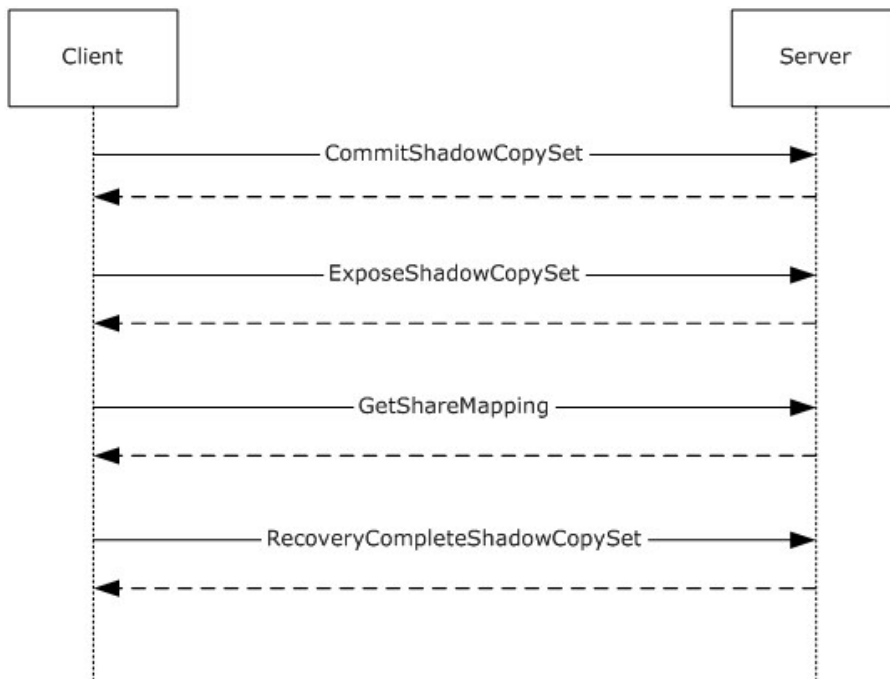 Client
Server
CommitShadowCopySet
ExposeShadowCopySet
GetShareMapping
RecoveryCompleteShadowCopySet